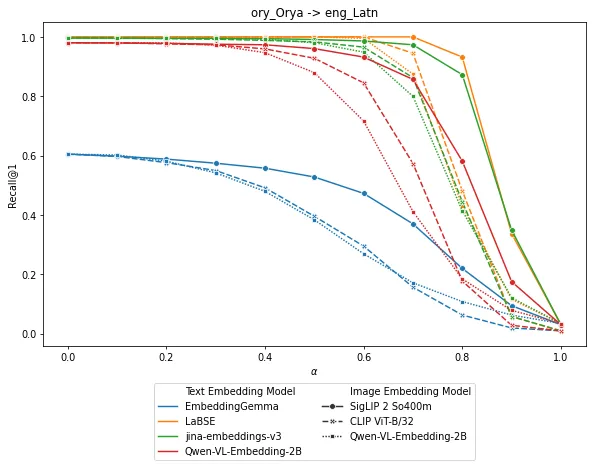 ory_Orya -> eng_Latn
Recall@1
1.0
0.8
0.6
0.4
0.2
0.0
0.0 0.2 0.4 0.6 0.8 1.0
α
Text Embedding Model
EmbeddingGemma
LaBSE
jina-embeddings-v3
Qwen-VL-Embedding-2B
Image Embedding Model
SigLIP 2 So400m
CLIP ViT-B/32
Qwen-VL-Embedding-2B